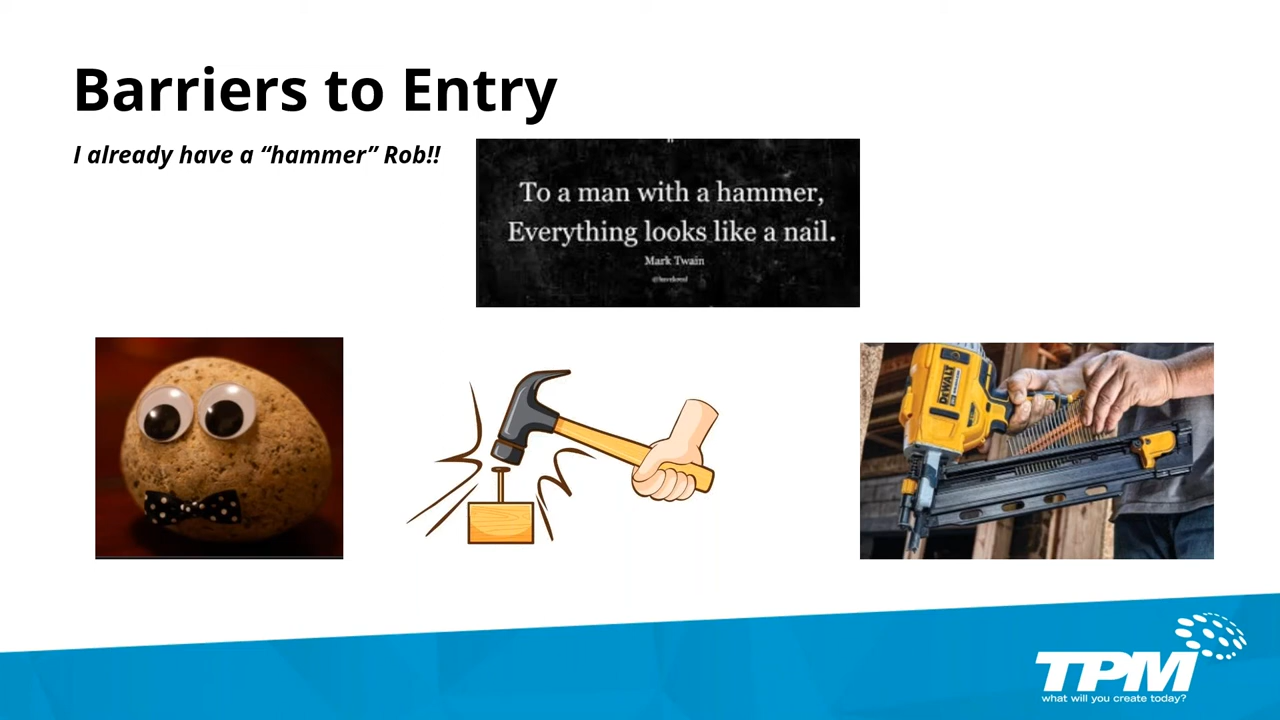 Barriers to Entry
I already have a “hammer” Rob!!
To a man with a hammer,
Everything looks like a nail.
Mark Twain
DEWALT
TPM
what will you create today?